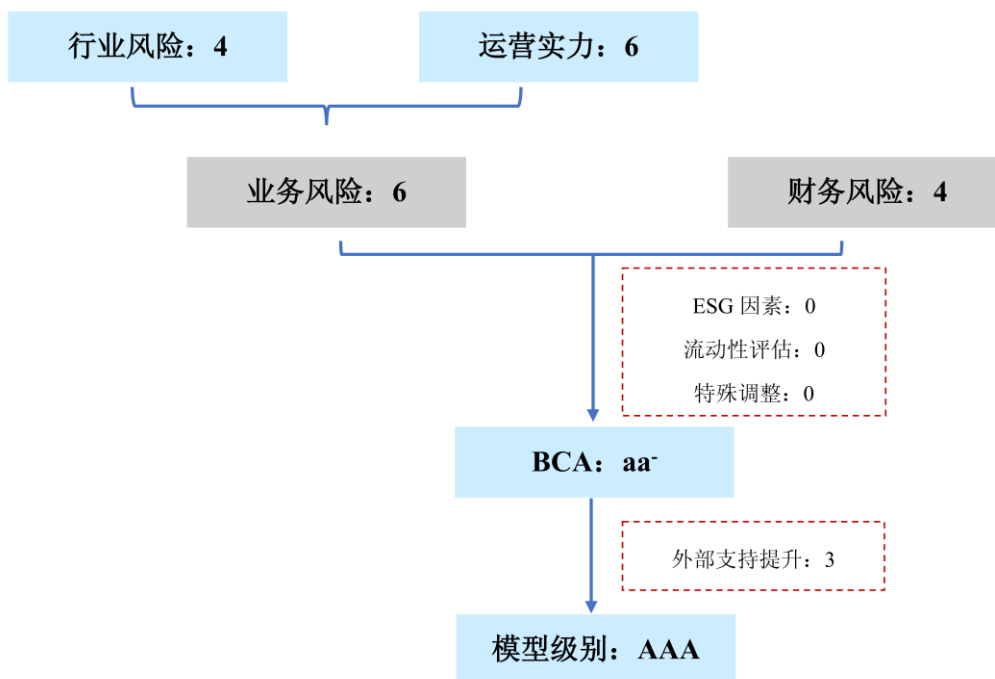 行业风险：4
运营实力：6
业务风险：6
财务风险：4
ESG 因素：0
流动性评估：0
特殊调整：0
BCA：aa-
外部支持提升：3
模型级别：AAA